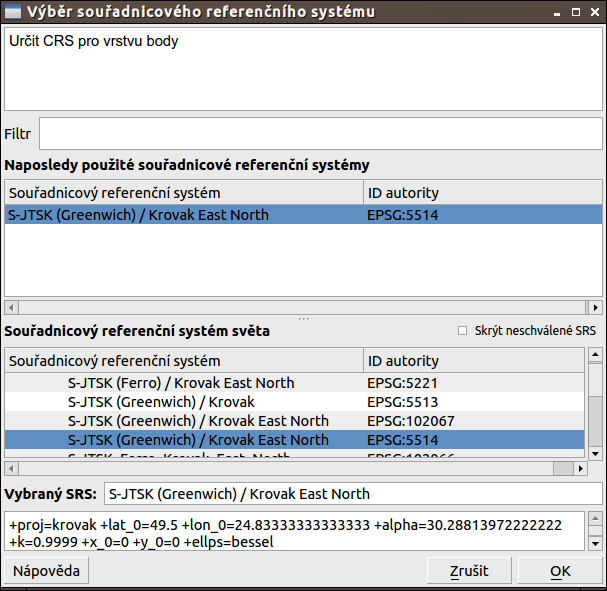 Výběr souřadnicového referenčního systému
Určit CRS pro vrstvu body
Filtr
Naposledy použité souřadnicové referenční systémy
Souřadnicový referenční systém ID autority
S-JTSK (Greenwich) / Krovak East North EPSG:5514
Souřadnicový referenční systém světa Skrýt neschválené SRS
Souřadnicový referenční systém ID autority
S-JTSK (Ferro) / Krovak East North EPSG:5221
S-JTSK (Greenwich) / Krovak EPSG:5513
S-JTSK (Greenwich) / Krovak East North EPSG:102067
S-JTSK (Greenwich) / Krovak East North EPSG:5514
Vybraný SRS: S-JTSK (Greenwich) / Krovak East North
+proj=krovak +lat_0=49.5 +lon_0=24.83333333333333 +alpha=30.28813972222222
+k=0.9999 +x_0=0 +y_0=0 +ellps=bessel
Nápověda Zrušit OK